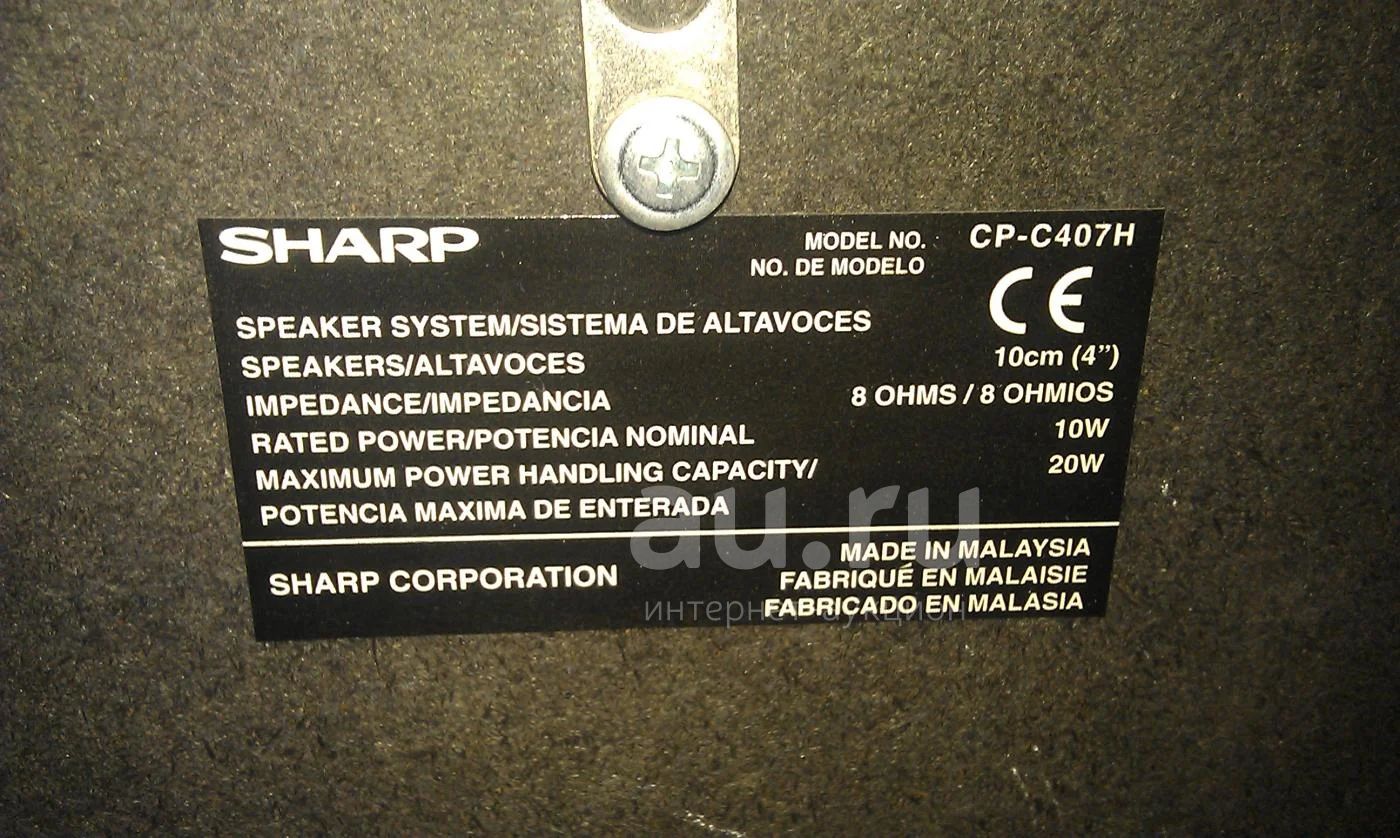 SHARP
MODEL NO. CP-C407H
NO. DE MODELO
CE
SPEAKER SYSTEM/SISTEMA DE ALTAVOCES
SPEAKERS/ALTAVOCES 10cm (4”)
IMPEDANCE/IMPEDANCIA 8 OHMS / 8 OHMIOS
RATED POWER/POTENCIA NOMINAL 10W
MAXIMUM POWER HANDLING CAPACITY/ 20W
POTENCIA MAXIMA DE ENTERADA
au.ru
SHARP CORPORATION MADE IN MALAYSIA
FABRIQUÉ EN MALAISIE
FABRICADO EN MALASIA
интернет-аукцион